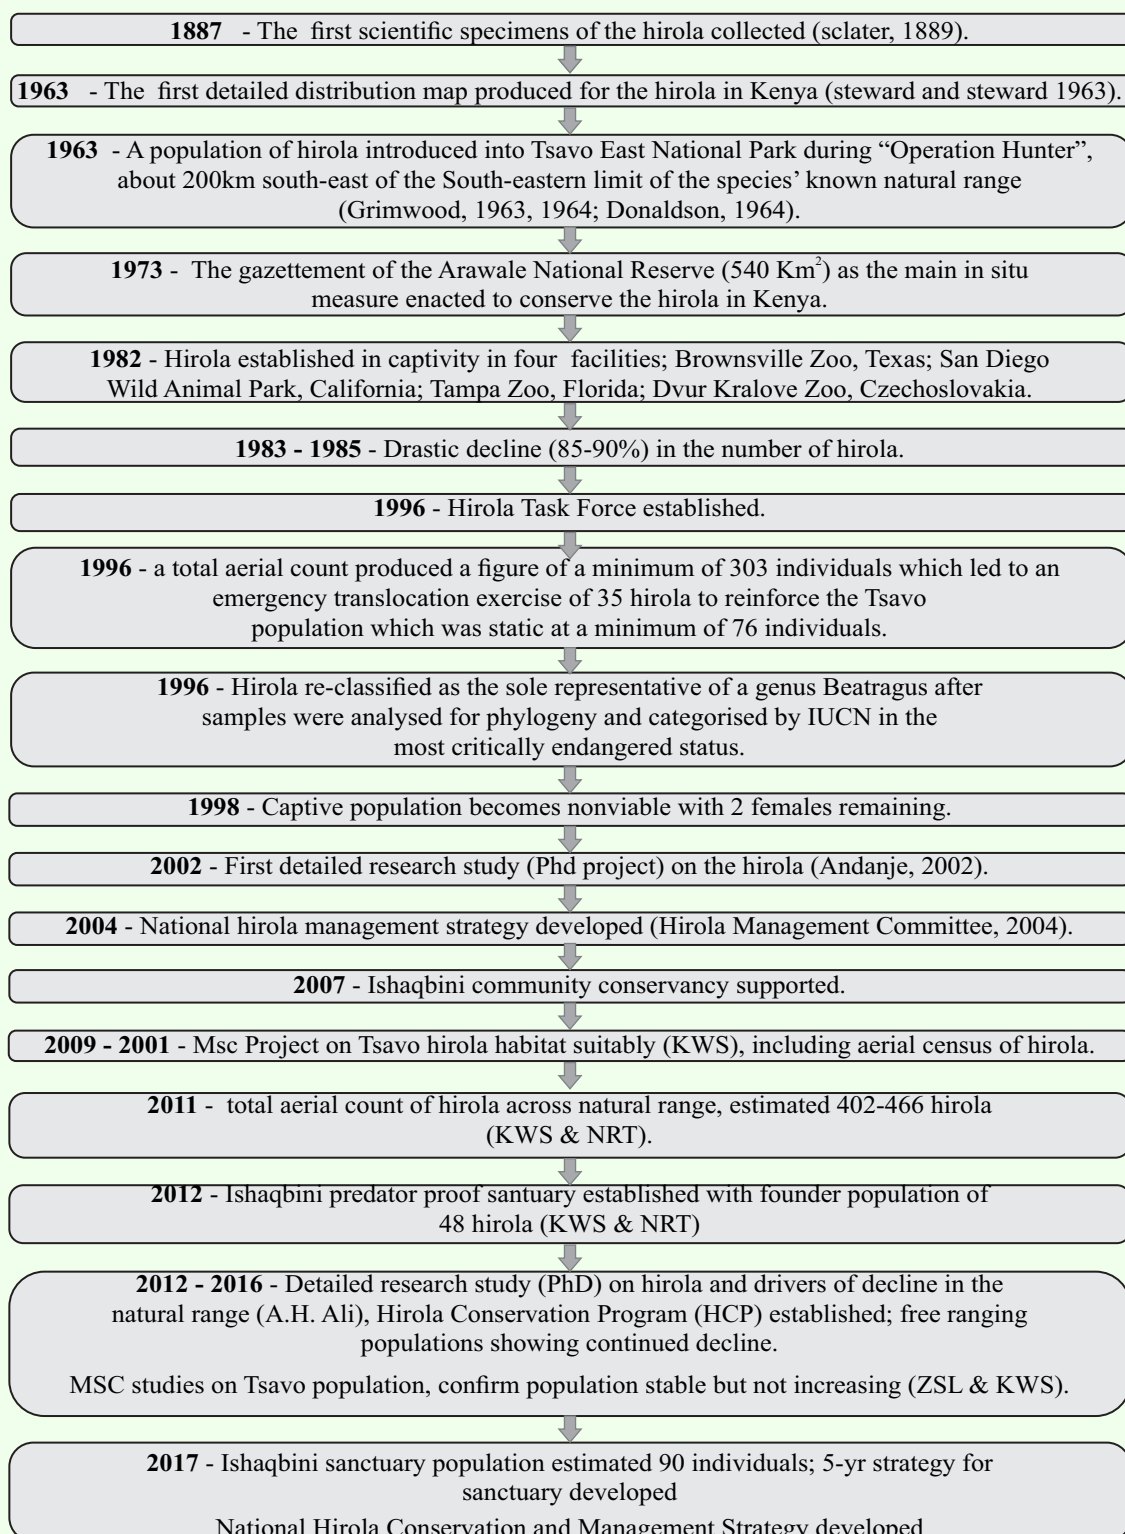 1887 - The first scientific specimens of the hirola collected (sclater, 1889).
1963 - The first detailed distribution map produced for the hirola in Kenya (steward and steward 1963).
1963 - A population of hirola introduced into Tsavo East National Park during “Operation Hunter”,
about 200km south-east of the South-eastern limit of the species’ known natural range
(Grimwood, 1963, 1964; Donaldson, 1964).
1973 - The gazettement of the Arawale National Reserve (540 Km²) as the main in situ
measure enacted to conserve the hirola in Kenya.
1982 - Hirola established in captivity in four facilities; Brownsville Zoo, Texas; San Diego
Wild Animal Park, California; Tampa Zoo, Florida; Dvur Kralove Zoo, Czechoslovakia.
1983 - 1985 - Drastic decline (85-90%) in the number of hirola.
1996 - Hirola Task Force established.
1996 - a total aerial count produced a figure of a minimum of 303 individuals which led to an
emergency translocation exercise of 35 hirola to reinforce the Tsavo
population which was static at a minimum of 76 individuals.
1996 - Hirola re-classified as the sole representative of a genus Beatragus after
samples were analysed for phylogeny and categorised by IUCN in the
most critically endangered status.
1998 - Captive population becomes nonviable with 2 females remaining.
2002 - First detailed research study (Phd project) on the hirola (Andanje, 2002).
2004 - National hirola management strategy developed (Hirola Management Committee, 2004).
2007 - Ishaqbini community conservancy supported.
2009 - 2001 - Msc Project on Tsavo hirola habitat suitably (KWS), including aerial census of hirola.
2011 - total aerial count of hirola across natural range, estimated 402-466 hirola
(KWS & NRT).
2012 - Ishaqbini predator proof santuary established with founder population of
48 hirola (KWS & NRT)
2012 - 2016 - Detailed research study (PhD) on hirola and drivers of decline in the
natural range (A.H. Ali), Hirola Conservation Program (HCP) established; free ranging
populations showing continued decline.
MSC studies on Tsavo population, confirm population stable but not increasing (ZSL & KWS).
2017 - Ishaqbini sanctuary population estimated 90 individuals; 5-yr strategy for
sanctuary developed
National Hirola Conservation and Management Strategy developed